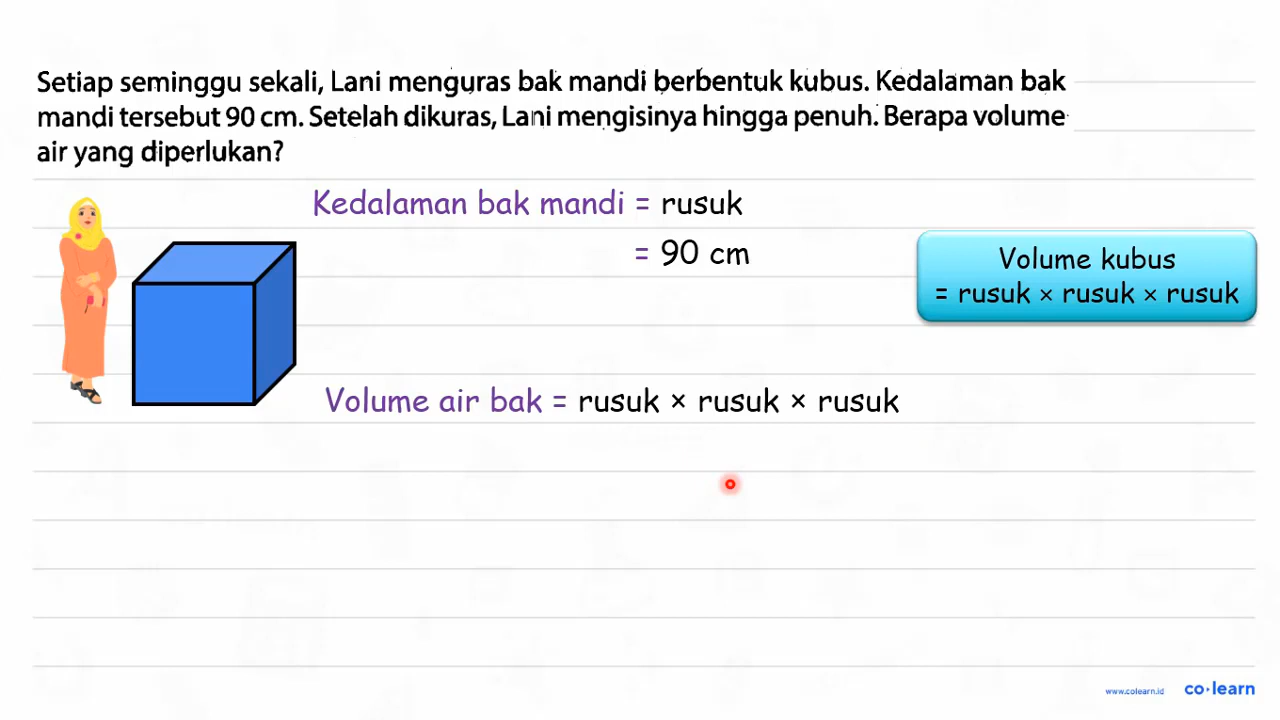 Setiap seminggu sekali, Lani menguras bak mandi berbentuk kubus. Kedalaman bak
mandi tersebut 90 cm. Setelah dikuras, Lani mengisinya hingga penuh. Berapa volume
air yang diperlukan?
Kedalaman bak mandi = rusuk
= 90 cm
Volume kubus
= rusuk × rusuk × rusuk
Volume air bak = rusuk × rusuk × rusuk
www.colearn.id co·learn